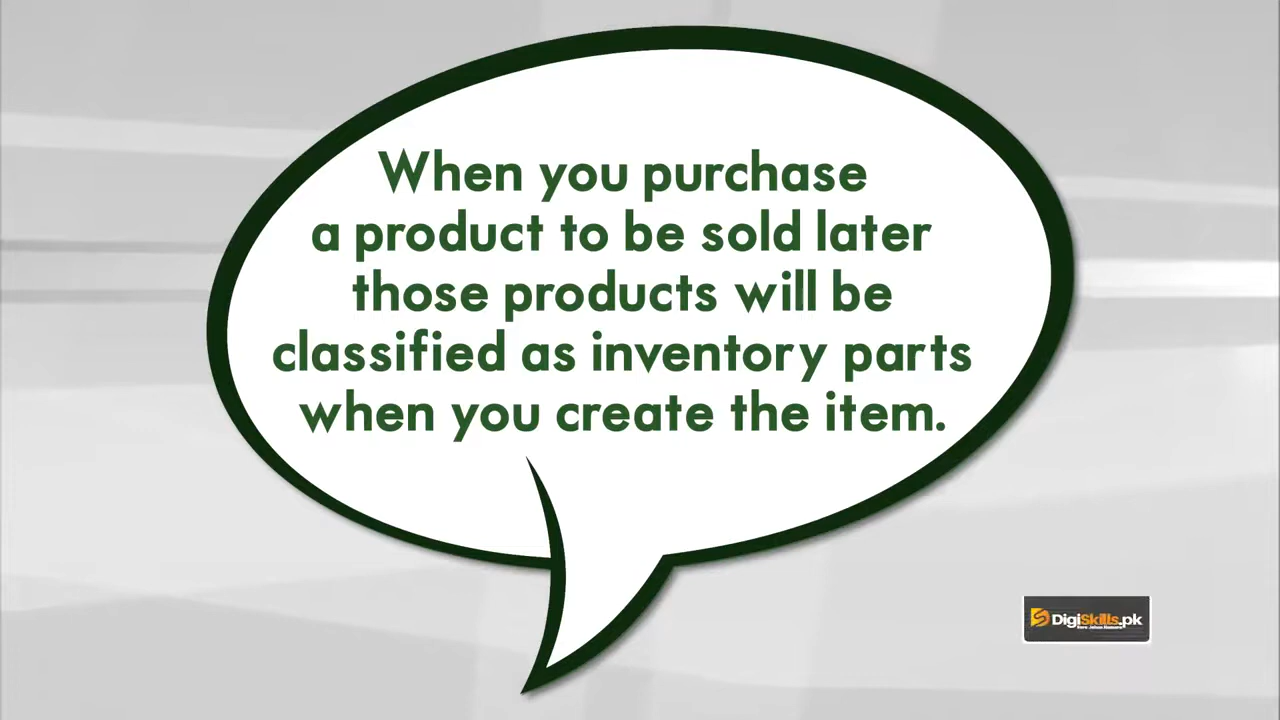 When you purchase
a product to be sold later
those products will be
classified as inventory parts
when you create the item.
DigiSkills.pk